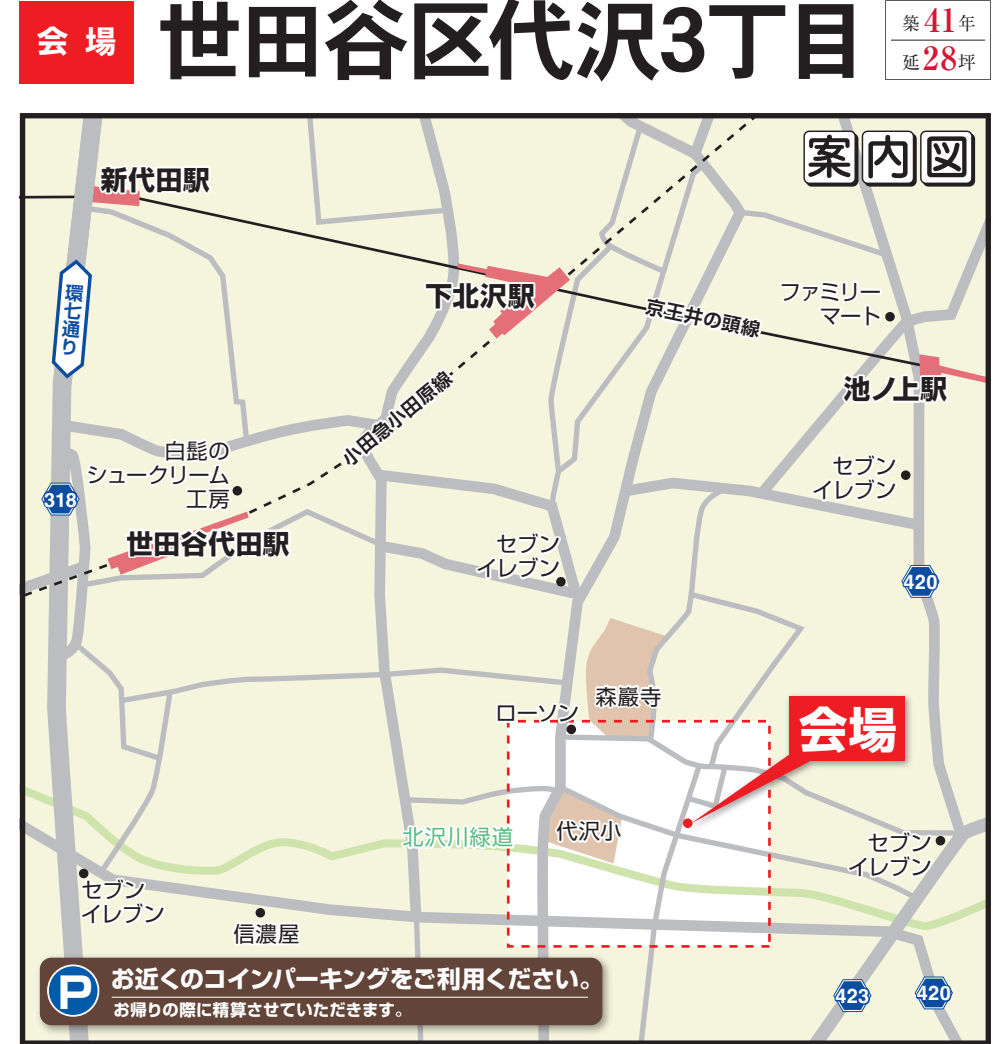 会場
世田谷区代沢3丁目
築41年
延28坪
案内図
新代田駅
環七通り
下北沢駅
京王井の頭線
ファミリー
マート
池ノ上駅
小田急小田原線
白髭の
シュークリーム
工房
セブン
イレブン
318
世田谷代田駅
セブン
イレブン
420
森巖寺
ローソン
会場
北沢川緑道
代沢小
セブン
イレブン
セブン
イレブン
信濃屋
P
お近くのコインパーキングをご利用ください。
お帰りの際に精算させていただきます。
423
420